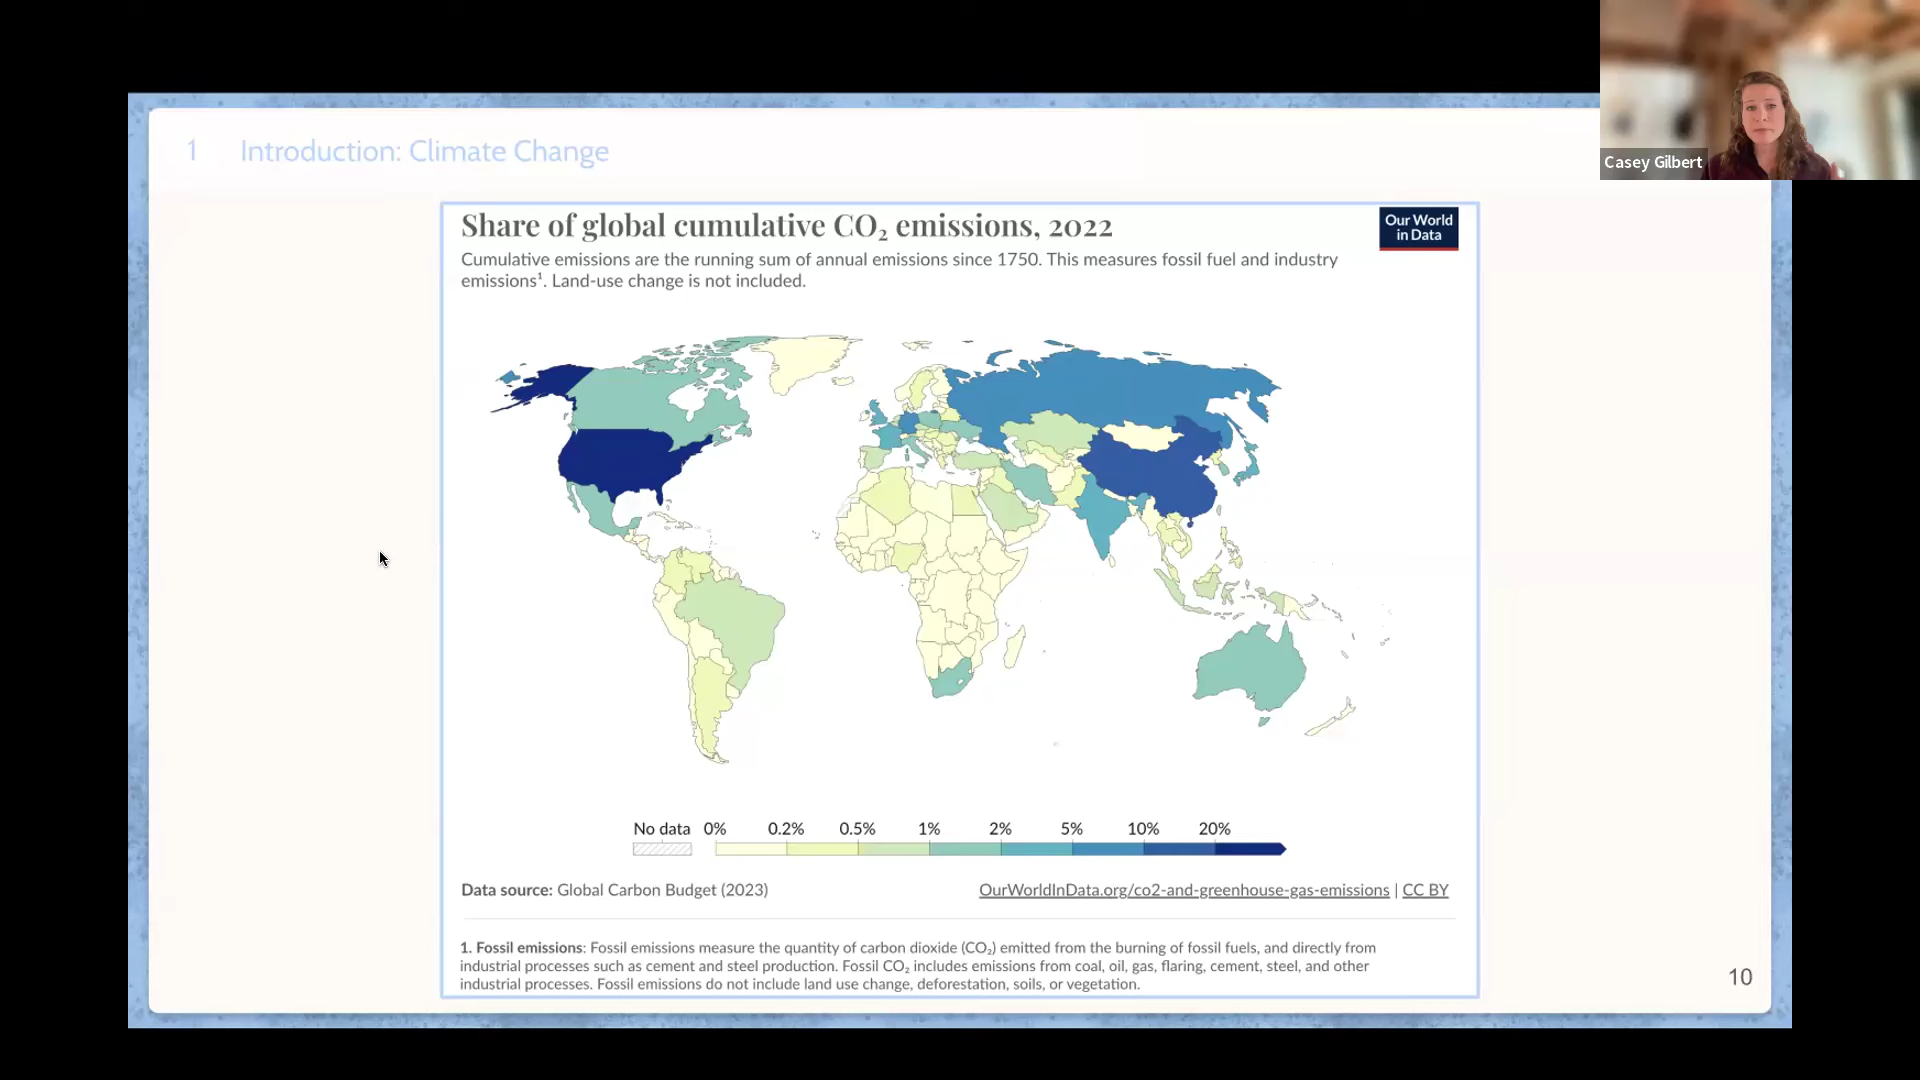 Casey Gilbert
1 Introduction: Climate Change
Share of global cumulative CO₂ emissions, 2022
Our World
in Data
Cumulative emissions are the running sum of annual emissions since 1750. This measures fossil fuel and industry
emissions¹. Land-use change is not included.
No data 0% 0.2% 0.5% 1% 2% 5% 10% 20%
Data source: Global Carbon Budget (2023)
OurWorldInData.org/co2-and-greenhouse-gas-emissions | CC BY
1. Fossil emissions: Fossil emissions measure the quantity of carbon dioxide (CO₂) emitted from the burning of fossil fuels, and directly from
industrial processes such as cement and steel production. Fossil CO₂ includes emissions from coal, oil, gas, flaring, cement, steel, and other
industrial processes. Fossil emissions do not include land use change, deforestation, soils, or vegetation.
10